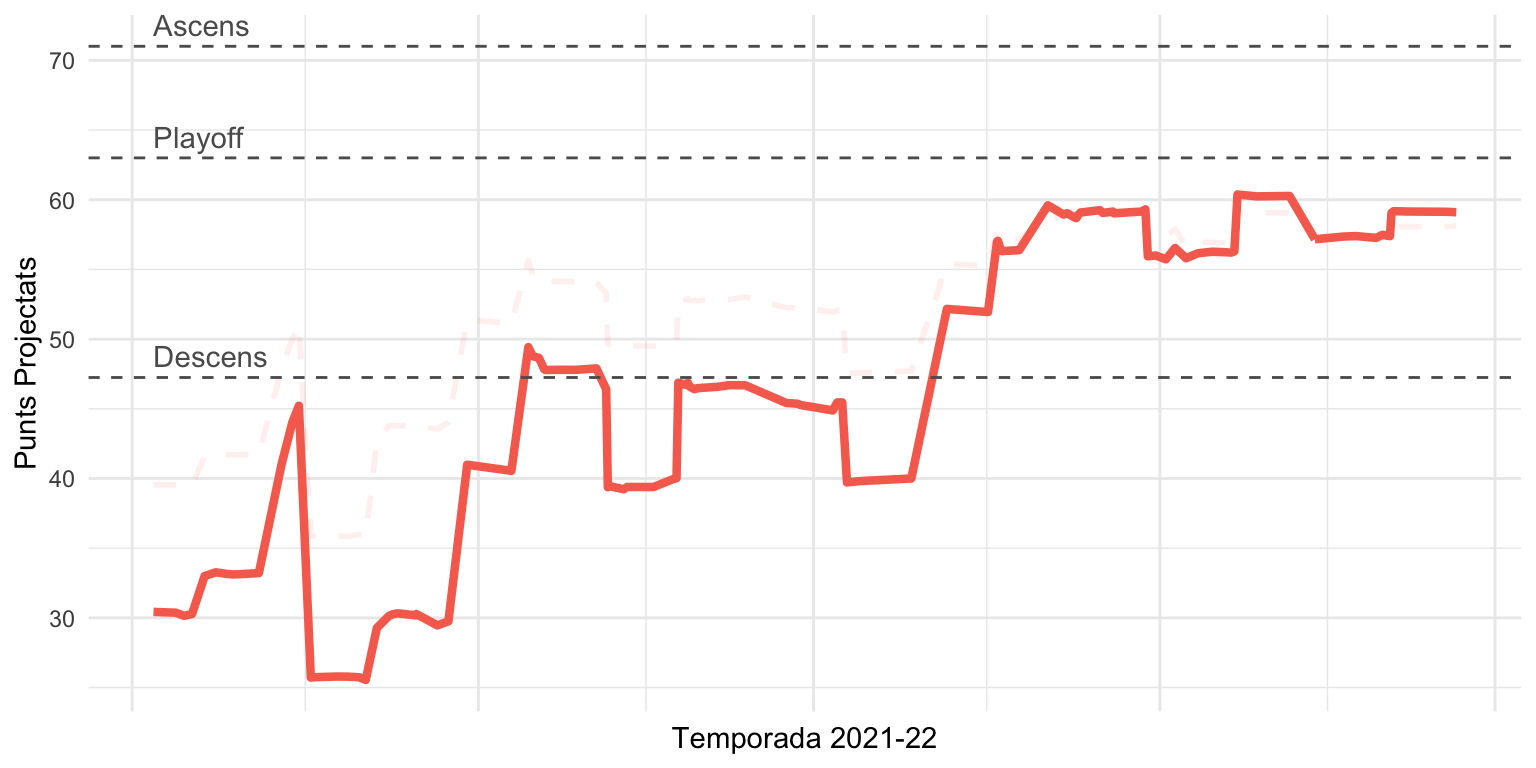 Ascens
70
Playoff
60
50
Descens
40
30
Punts Projectats
Temporada 2021-22